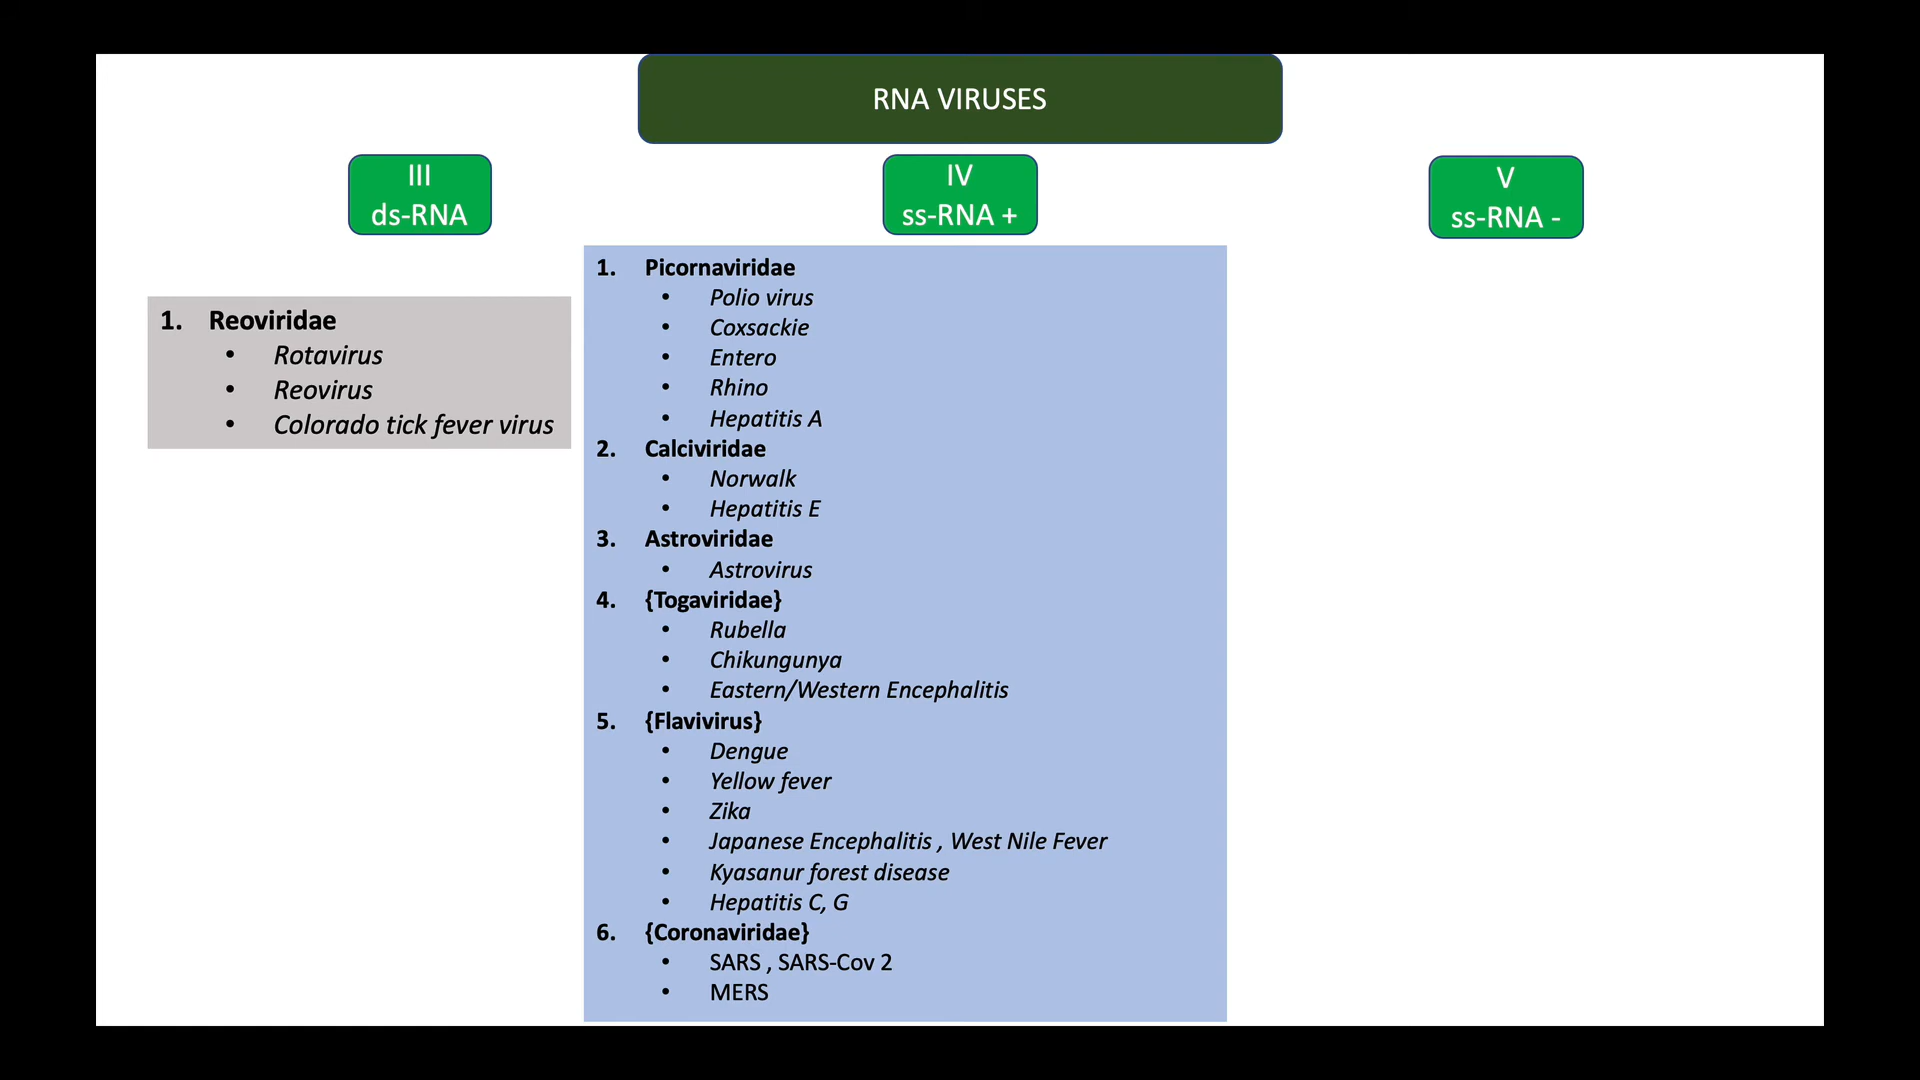 RNA VIRUSES
III
ds-RNA
IV
ss-RNA +
V
ss-RNA -
1. Reoviridae
• Rotavirus
• Reovirus
• Colorado tick fever virus
1. Picornaviridae
• Polio virus
• Coxsackie
• Entero
• Rhino
• Hepatitis A
2. Calciviridae
• Norwalk
• Hepatitis E
3. Astroviridae
• Astrovirus
4. {Togaviridae}
• Rubella
• Chikungunya
• Eastern/Western Encephalitis
5. {Flavivirus}
• Dengue
• Yellow fever
• Zika
• Japanese Encephalitis , West Nile Fever
• Kyasanur forest disease
• Hepatitis C, G
6. {Coronaviridae}
• SARS , SARS-Cov 2
• MERS